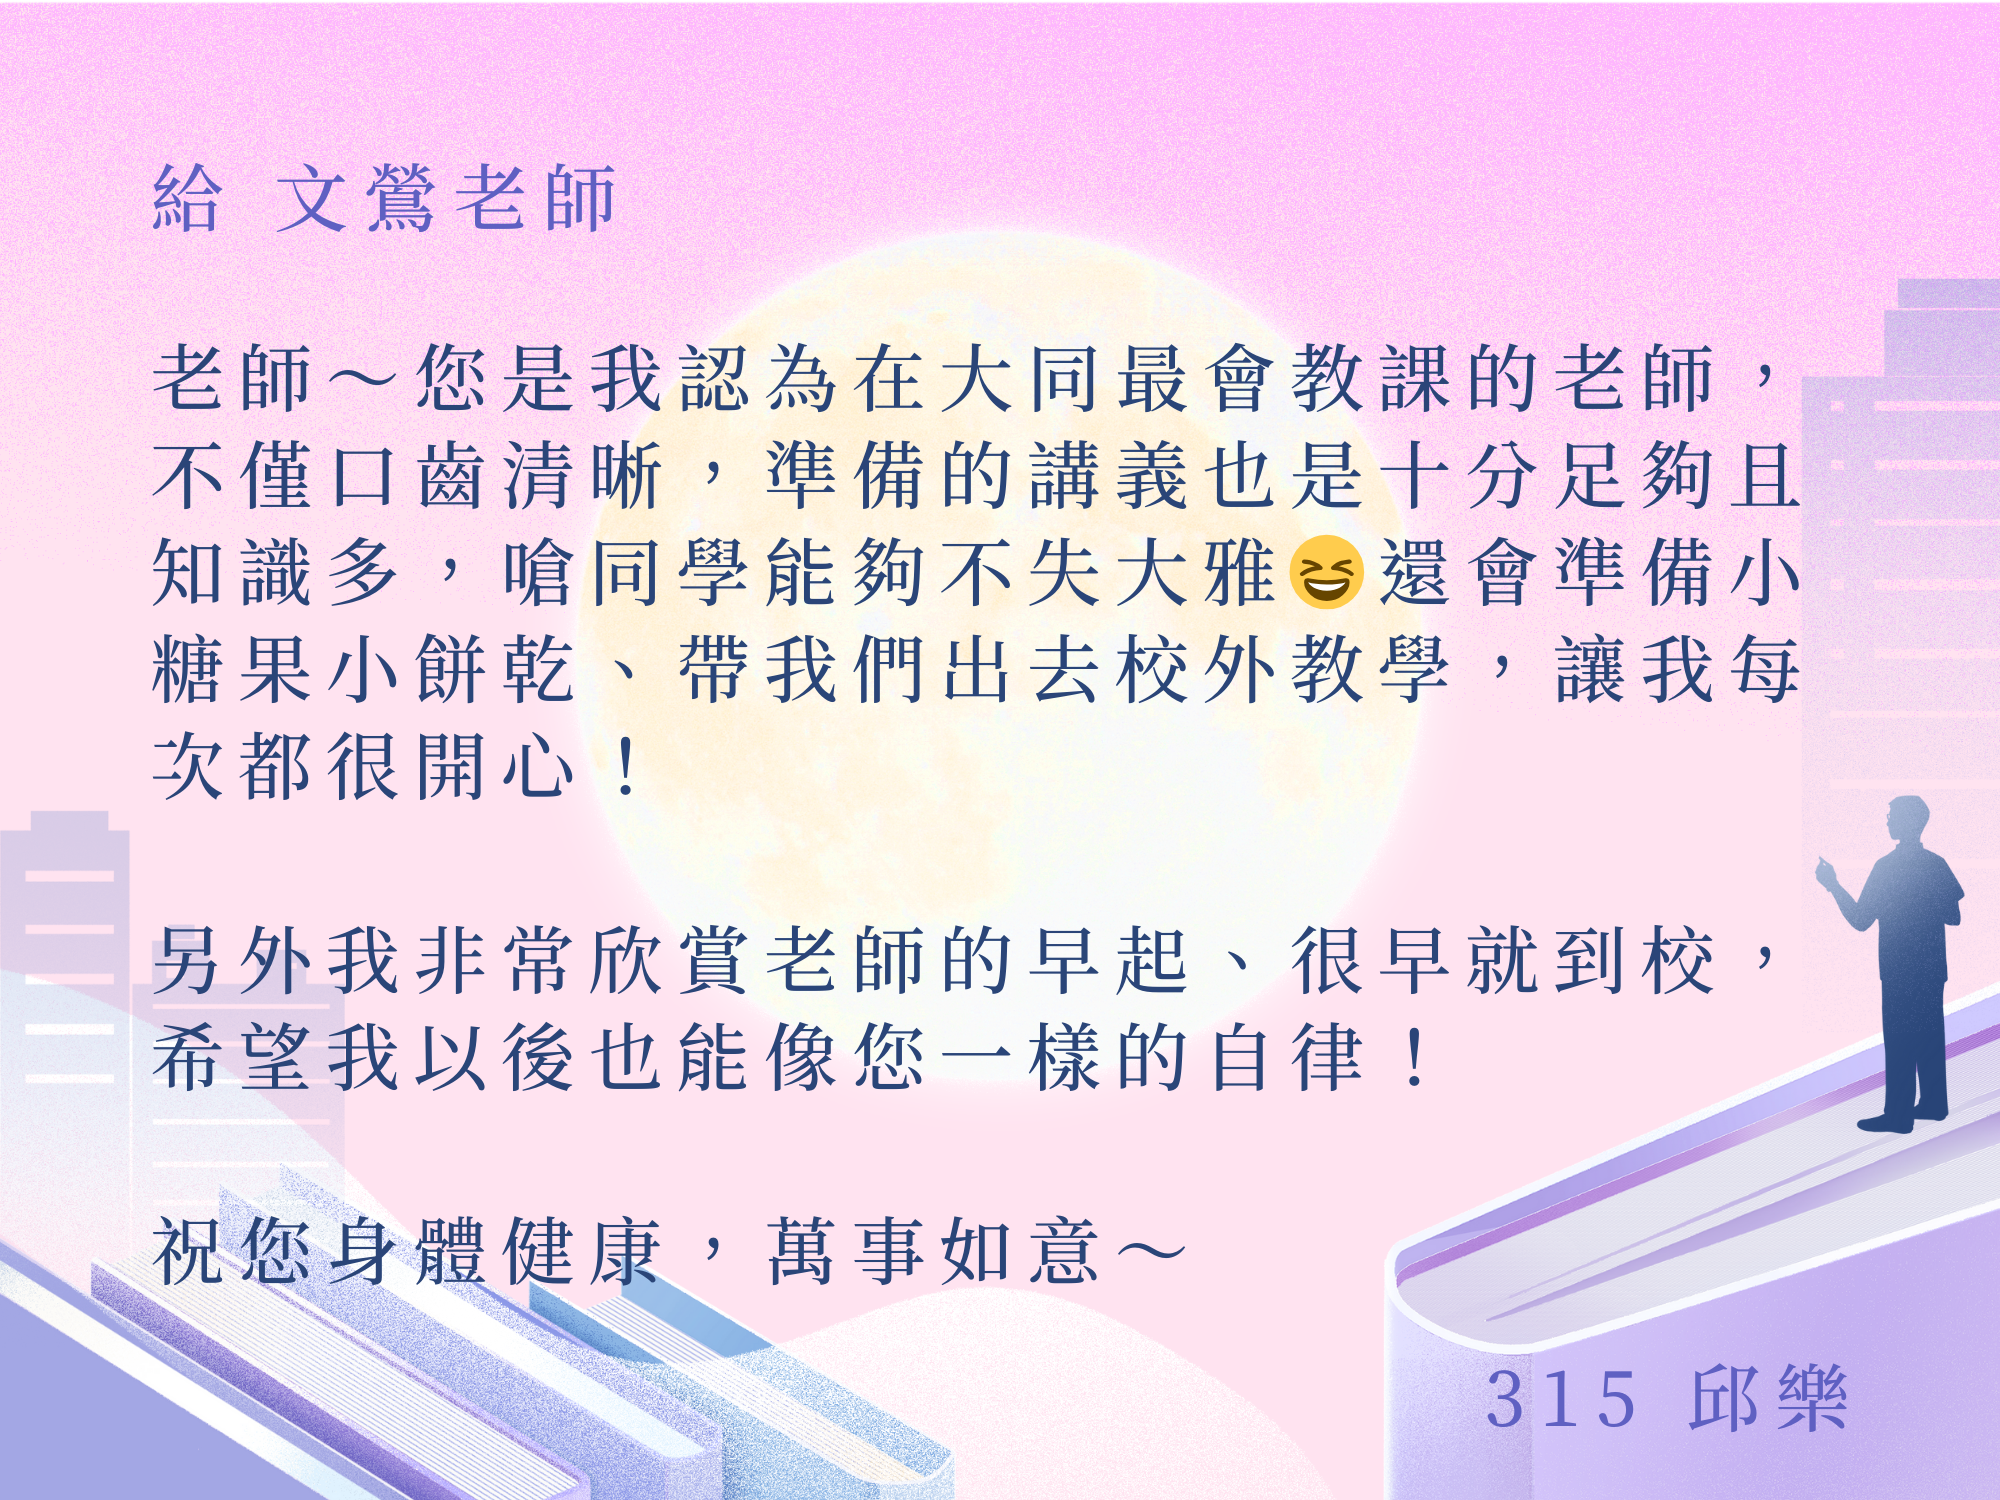 給 文鶯老師
老師～您是我認為在大同最會教課的老師，
不僅口齒清晰，準備的講義也是十分足夠且
知識多，嗆同學能夠不失大雅😆還會準備小
糖果小餅乾、帶我們出去校外教學，讓我每
次都很開心！
另外我非常欣賞老師的早起、很早就到校，
希望我以後也能像您一樣的自律！
祝您身體健康，萬事如意～
315 邱樂